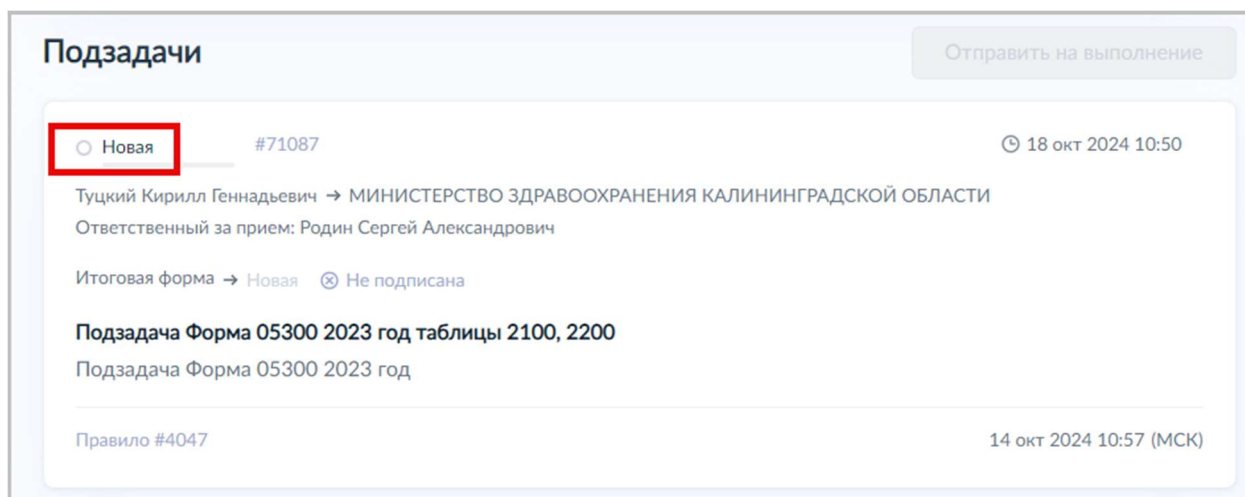 Подзадачи
Отправить на выполнение
Новая #71087 18 окт 2024 10:50
Туцкий Кирилл Геннадьевич → МИНИСТЕРСТВО ЗДРАВООХРАНЕНИЯ КАЛИНИНГРАДСКОЙ ОБЛАСТИ
Ответственный за прием: Родин Сергей Александрович
Итоговая форма → Новая Не подписана
Подзадача Форма 05300 2023 год таблицы 2100, 2200
Подзадача Форма 05300 2023 год
Правило #4047 14 окт 2024 10:57 (МСК)